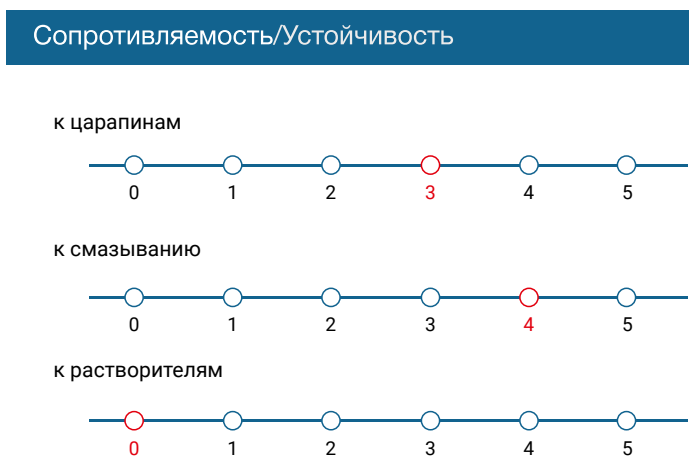 Сопротивляемость/Устойчивость
к царапинам
0 1 2 3 4 5
к смазыванию
0 1 2 3 4 5
к растворителям
0 1 2 3 4 5